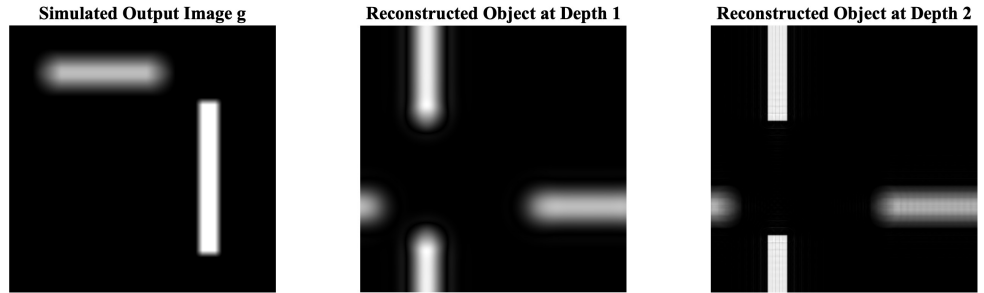 Simulated Output Image g
Reconstructed Object at Depth 1
Reconstructed Object at Depth 2